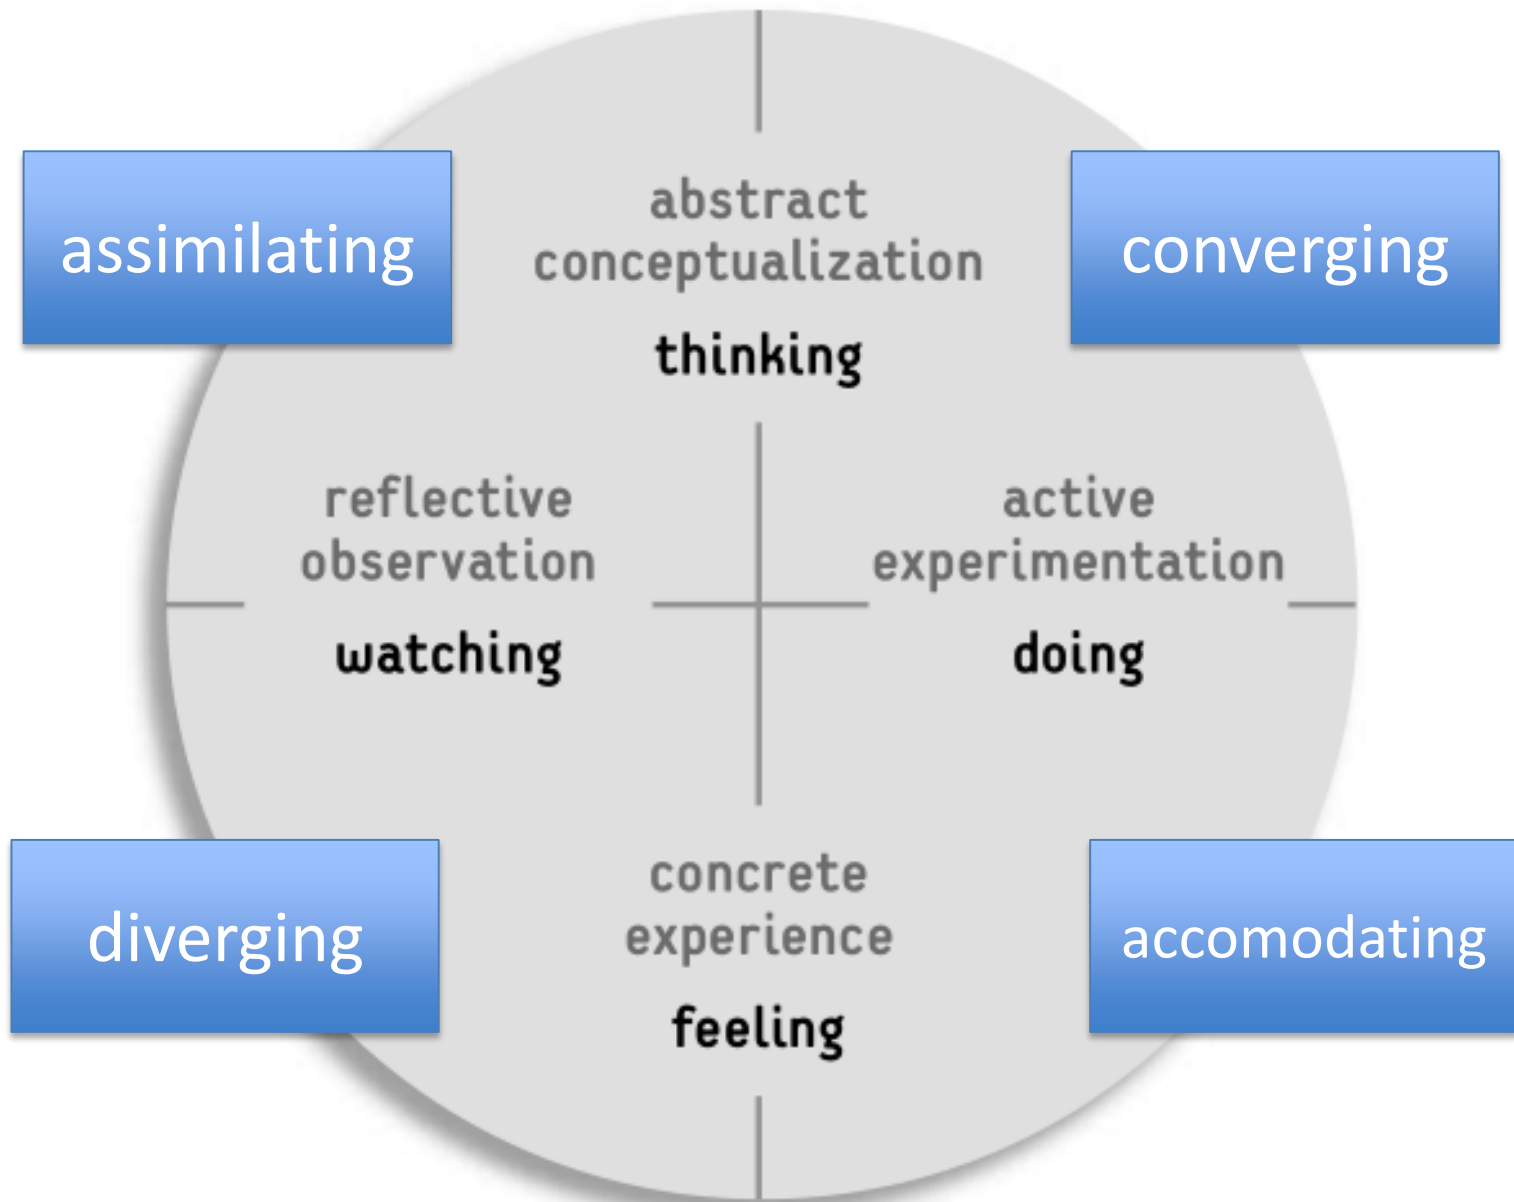 assimilating
abstract
conceptualization
thinking
converging
reflective
observation
watching
active
experimentation
doing
diverging
concrete
experience
feeling
accomodating